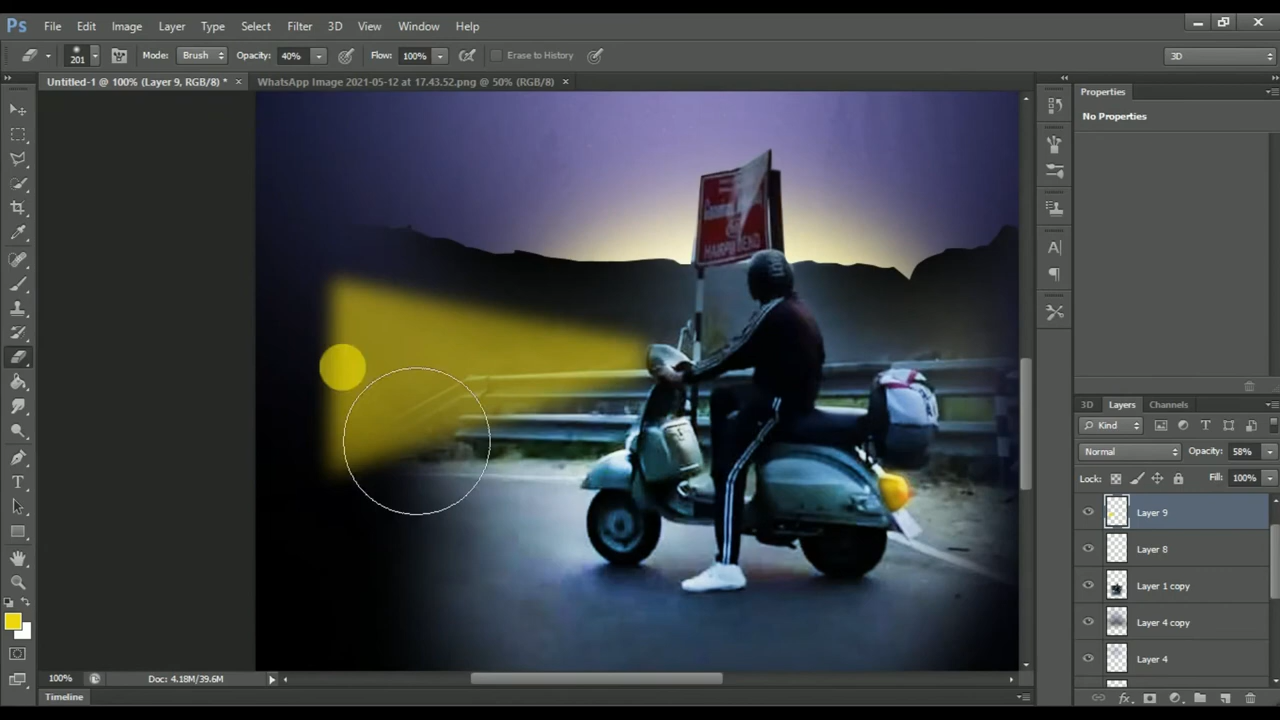 Ps File Edit Image Layer Type Select Filter 3D View Window Help
201 Mode: Brush Opacity: 40% Flow: 100% Erase to History 3D
Untitled-1 @ 100% (Layer 9, RGB/8) * × WhatsApp Image 2021-05-12 at 17.43.52.png @ 50% (RGB/8) ×
Properties
No Properties
HAIRPIN BEND
3D Layers Channels
Kind
Normal Opacity: 58%
Lock: Fill: 100%
Layer 9
Layer 8
Layer 1 copy
Layer 4 copy
Layer 4
100% Doc: 4.18M/39.6M
Timeline